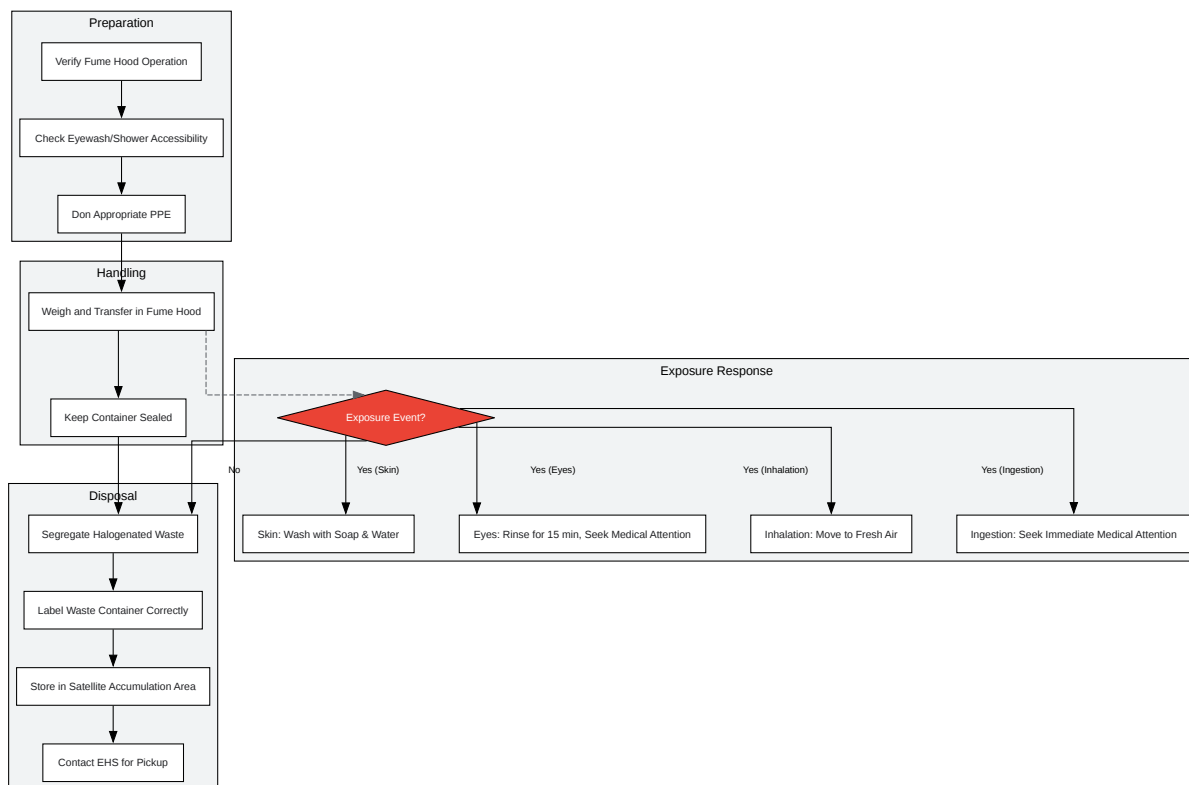 Preparation
Verify Fume Hood Operation
Check Eyewash/Shower Accessibility
Don Appropriate PPE
Handling
Weigh and Transfer in Fume Hood
Keep Container Sealed
Exposure Response
Exposure Event?
No
Yes (Skin)
Yes (Eyes)
Yes (Inhalation)
Yes (Ingestion)
Skin: Wash with Soap & Water
Eyes: Rinse for 15 min, Seek Medical Attention
Inhalation: Move to Fresh Air
Ingestion: Seek Immediate Medical Attention
Disposal
Segregate Halogenated Waste
Label Waste Container Correctly
Store in Satellite Accumulation Area
Contact EHS for Pickup